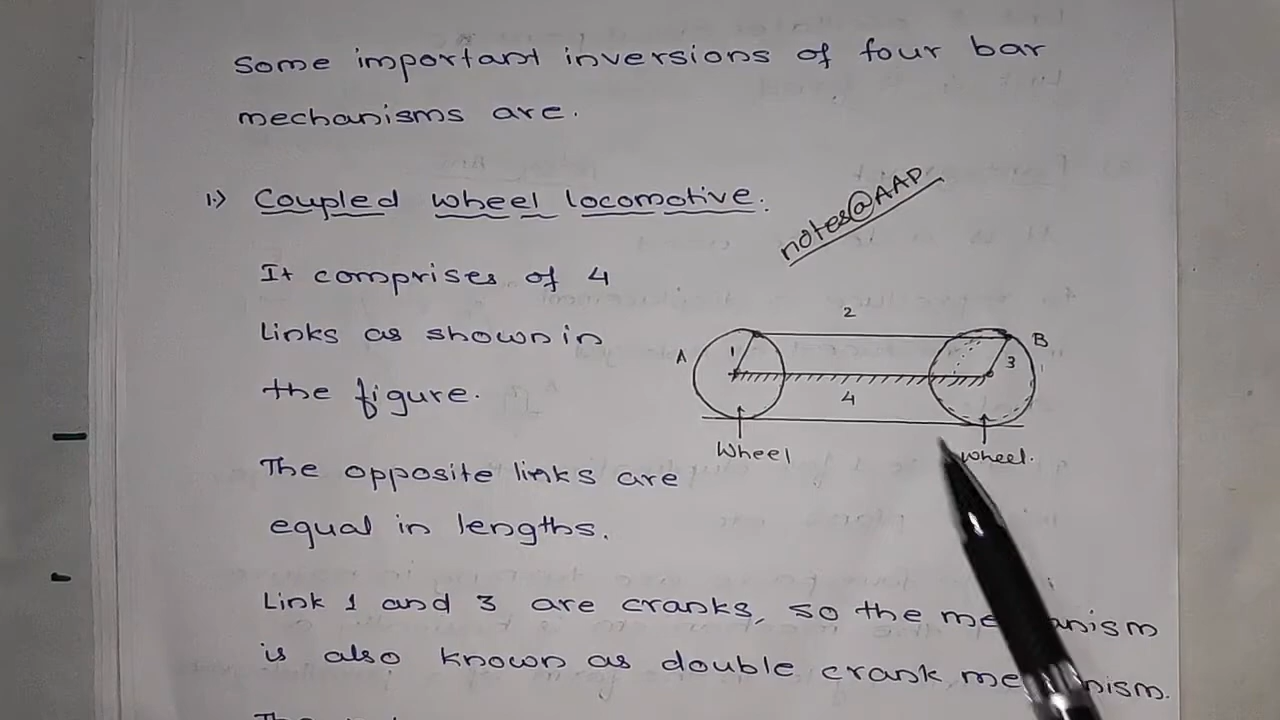 Some important inversions of four bar
mechanisms are.
1.) Coupled wheel locomotive.
notes@AAP
It comprises of 4
Links as shown in
the figure.
2
A
1
B
3
4
Wheel
wheel.
The opposite links are
equal in lengths.
Link 1 and 3 are cranks, so the
is also known as double crank